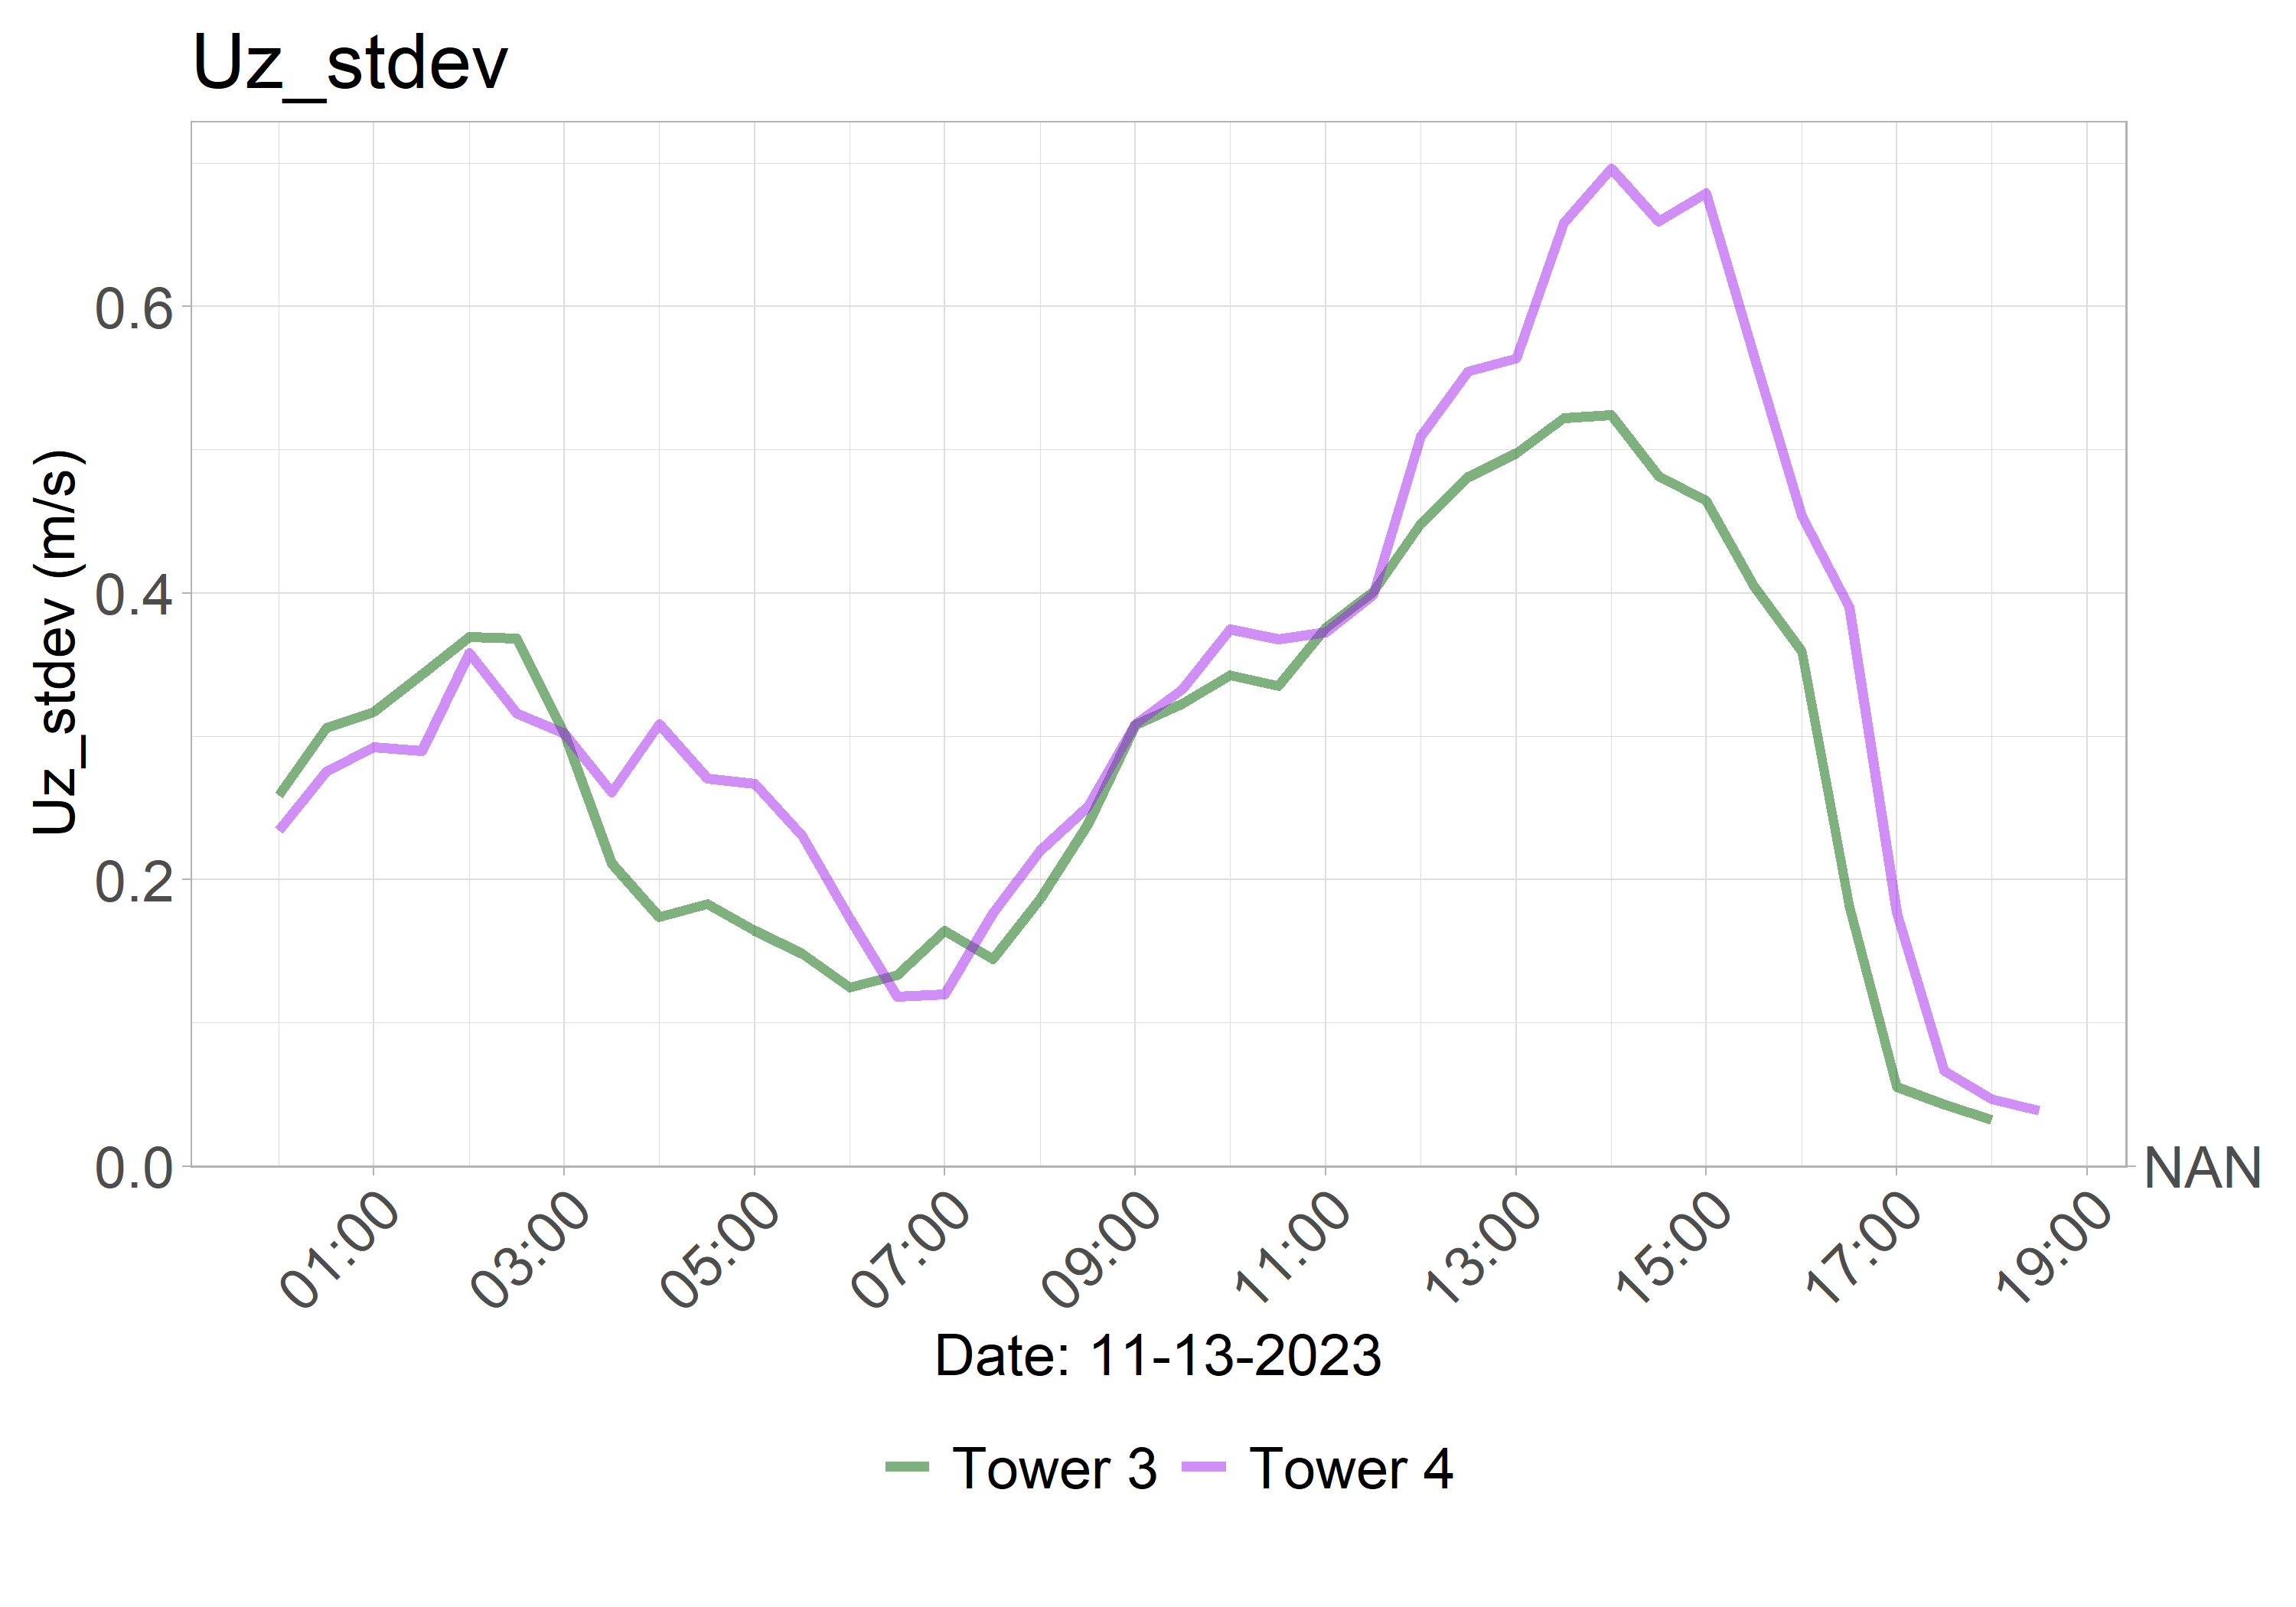 Uz_stdev
Uz_stdev (m/s)
0.6
0.4
0.2
0.0
NAN
01:00 03:00 05:00 07:00 09:00 11:00 13:00 15:00 17:00 19:00
Date: 11-13-2023
Tower 3 Tower 4